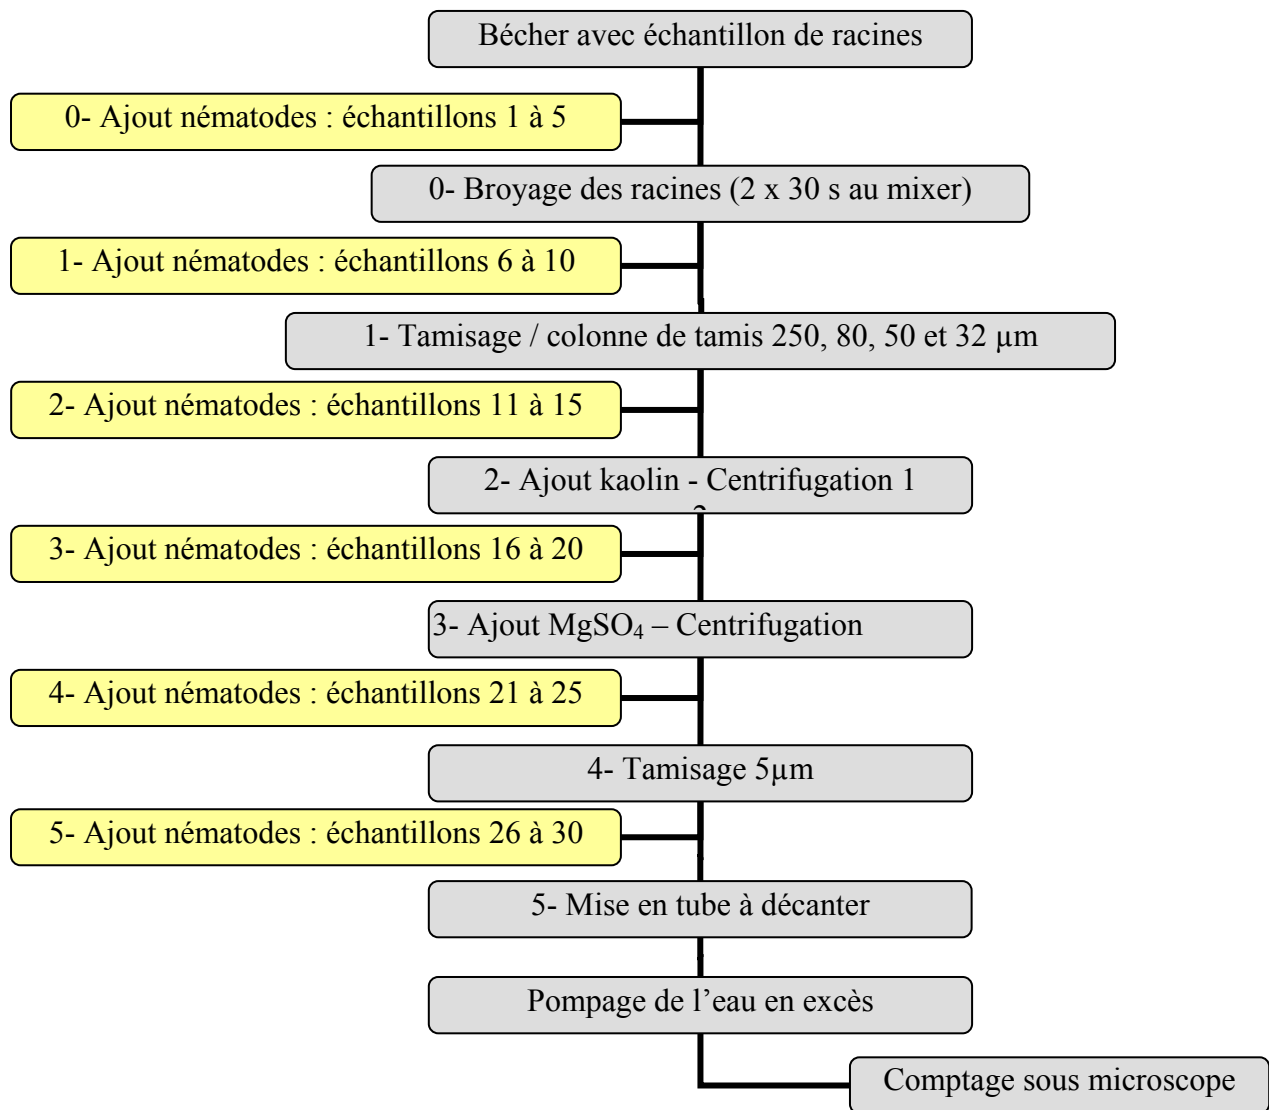 Bécher avec échantillon de racines
0- Ajout nématodes : échantillons 1 à 5
0- Broyage des racines (2 x 30 s au mixer)
1- Ajout nématodes : échantillons 6 à 10
1- Tamisage / colonne de tamis 250, 80, 50 et 32 µm
2- Ajout nématodes : échantillons 11 à 15
2- Ajout kaolin - Centrifugation 1
3- Ajout nématodes : échantillons 16 à 20
3- Ajout MgSO₄ – Centrifugation
4- Ajout nématodes : échantillons 21 à 25
4- Tamisage 5µm
5- Ajout nématodes : échantillons 26 à 30
5- Mise en tube à décanter
Pompage de l’eau en excès
Comptage sous microscope